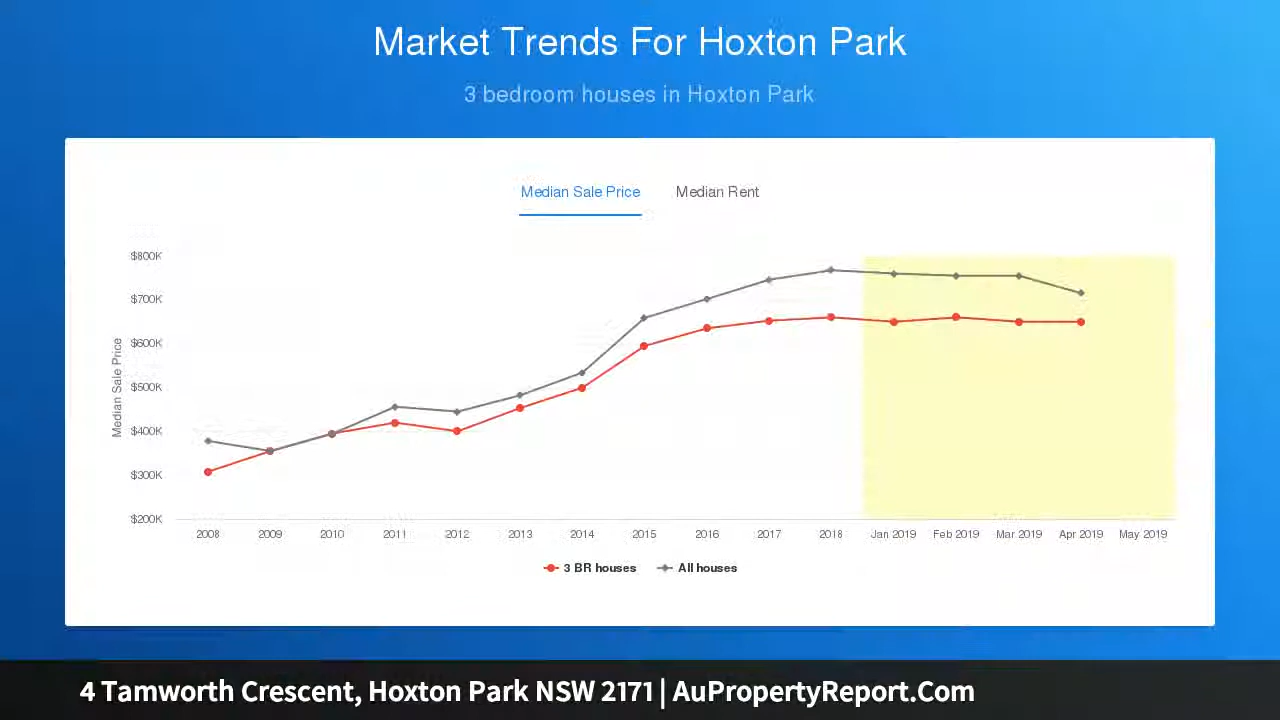 Market Trends For Hoxton Park
3 bedroom houses in Hoxton Park
Median Sale Price Median Rent
$800K
$700K
$600K
$500K
$400K
$300K
$200K
Median Sale Price
2008 2009 2010 2011 2012 2013 2014 2015 2016 2017 2018 Jan 2019 Feb 2019 Mar 2019 Apr 2019 May 2019
3 BR houses All houses
4 Tamworth Crescent, Hoxton Park NSW 2171 | AuPropertyReport.Com